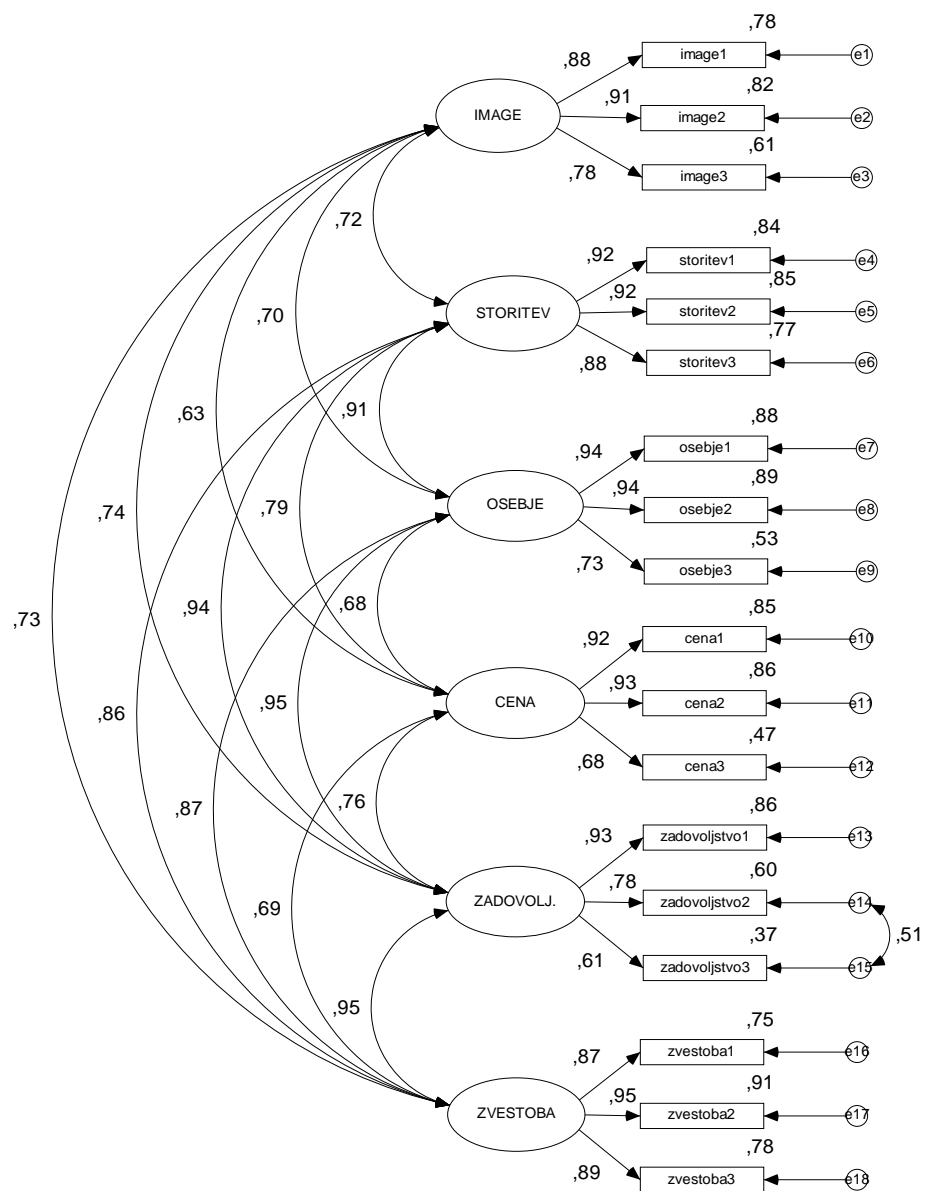 ,78
,88 image1 e1
,82
IMAGE ,91 image2 e2
,61
,78 image3 e3
,72
,84
,92 storitev1 e4
,85
STORITEV ,92 storitev2 e5
,77
,88 storitev3 e6
,70
,63 ,91
,88
,94 osebje1 e7
,89
OSEBJE ,94 osebje2 e8
,53
,73 osebje3 e9
,74 ,79
,73 ,94 ,68
,85
,92 cena1 e10
,86
CENA ,93 cena2 e11
,47
,68 cena3 e12
,86 ,95
,87 ,76
,86
,93 zadovoljstvo1 e13
,60
ZADOVOLJ. ,78 zadovoljstvo2 e14
,37 ,51
,61 zadovoljstvo3 e15
,69
,95
,75
,87 zvestoba1 e16
,91
ZVESTOBA ,95 zvestoba2 e17
,78
,89 zvestoba3 e18